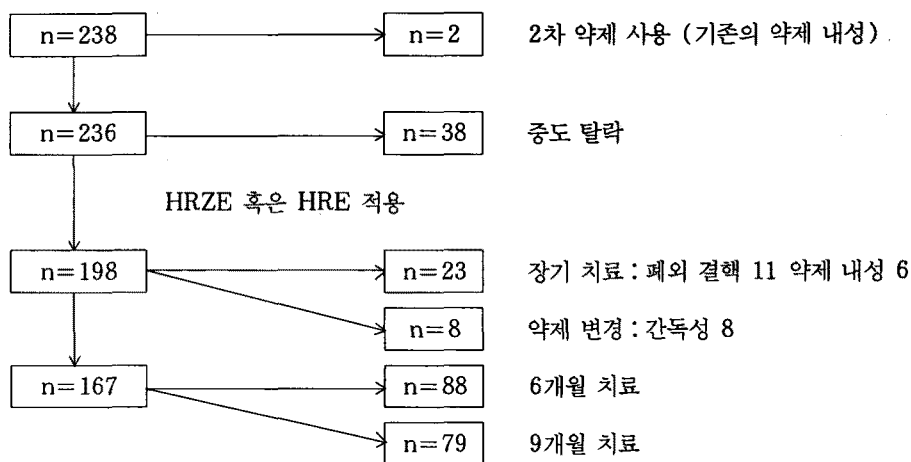 n=238 n=2 2차 약제 사용 (기존의 약제 내성)
n=236 n=38 중도 탈락
HRZE 혹은 HRE 적용
n=198 n=23 장기 치료 : 폐외 결핵 11 약제 내성 6
n=8 약제 변경 : 간독성 8
n=167 n=88 6개월 치료
n=79 9개월 치료